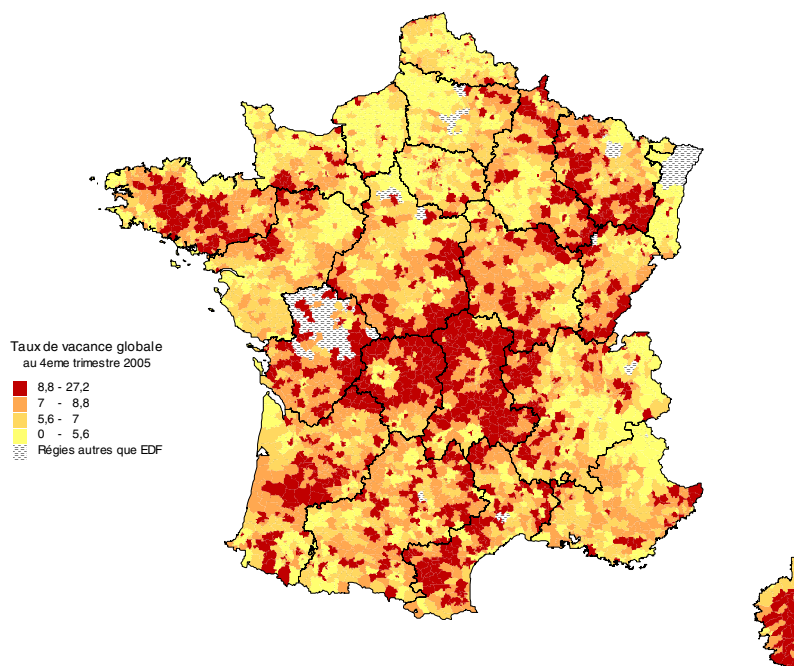 Taux de vacance globale
au 4eme trimestre 2005
8,8 - 27,2
7 - 8,8
5,6 - 7
0 - 5,6
Régies autres que EDF